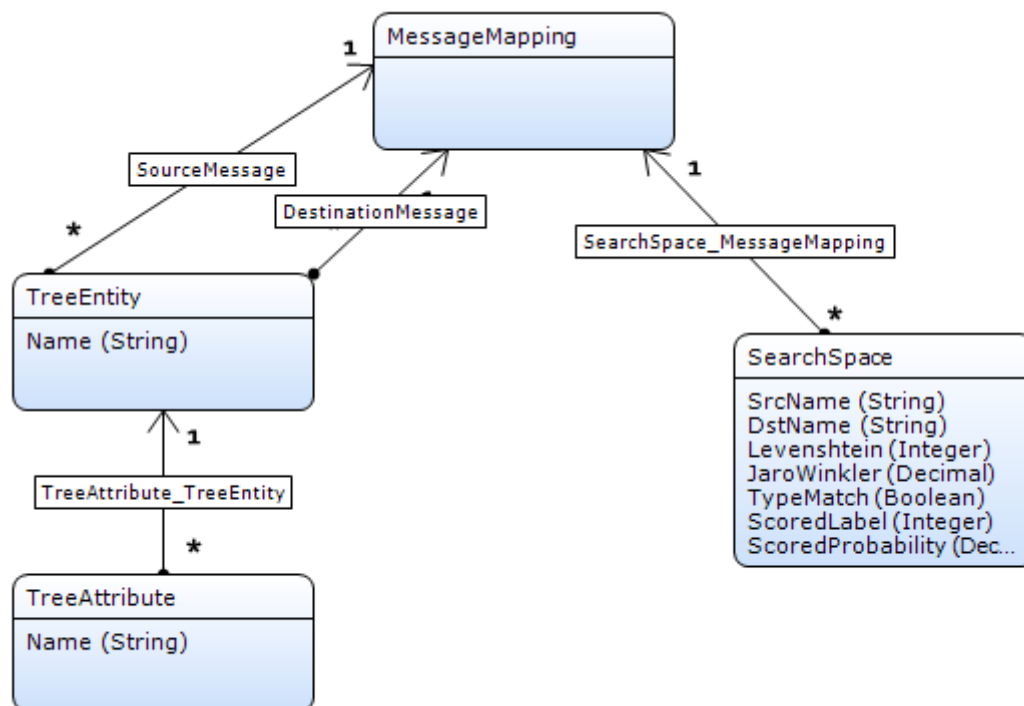 MessageMapping
1
SourceMessage
*
DestinationMessage
1
SearchSpace_MessageMapping
*
TreeEntity
Name (String)
1
TreeAttribute_TreeEntity
*
TreeAttribute
Name (String)
SearchSpace
SrcName (String)
DstName (String)
Levenshtein (Integer)
JaroWinkler (Decimal)
TypeMatch (Boolean)
ScoredLabel (Integer)
ScoredProbability (Dec...